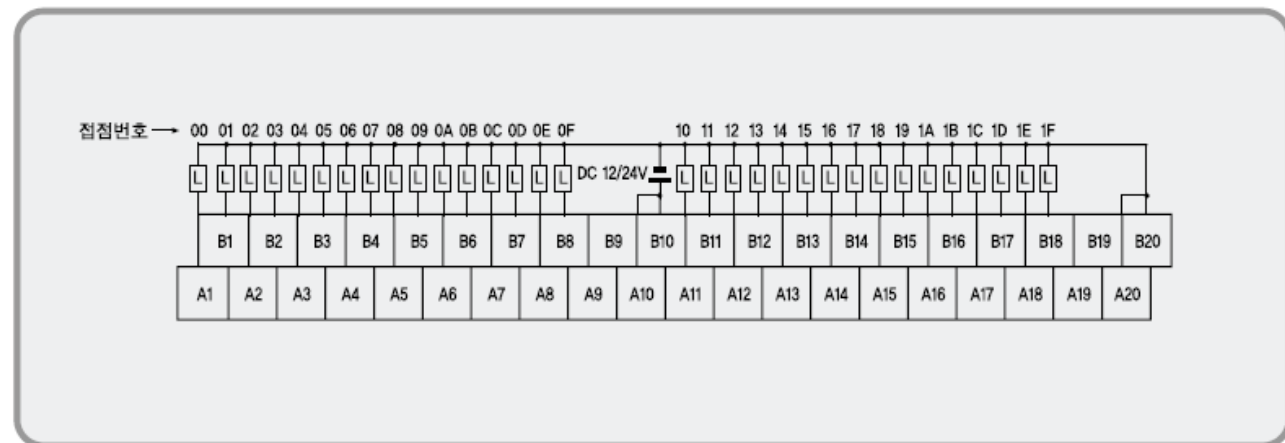 접점번호 → 00 01 02 03 04 05 06 07 08 09 0A 0B 0C 0D 0E 0F 10 11 12 13 14 15 16 17 18 19 1A 1B 1C 1D 1E 1F
L L L L L L L L L L L L L L L L DC 12/24V L L L L L L L L L L L L L L L L
B1 B2 B3 B4 B5 B6 B7 B8 B9 B10 B11 B12 B13 B14 B15 B16 B17 B18 B19 B20
A1 A2 A3 A4 A5 A6 A7 A8 A9 A10 A11 A12 A13 A14 A15 A16 A17 A18 A19 A20